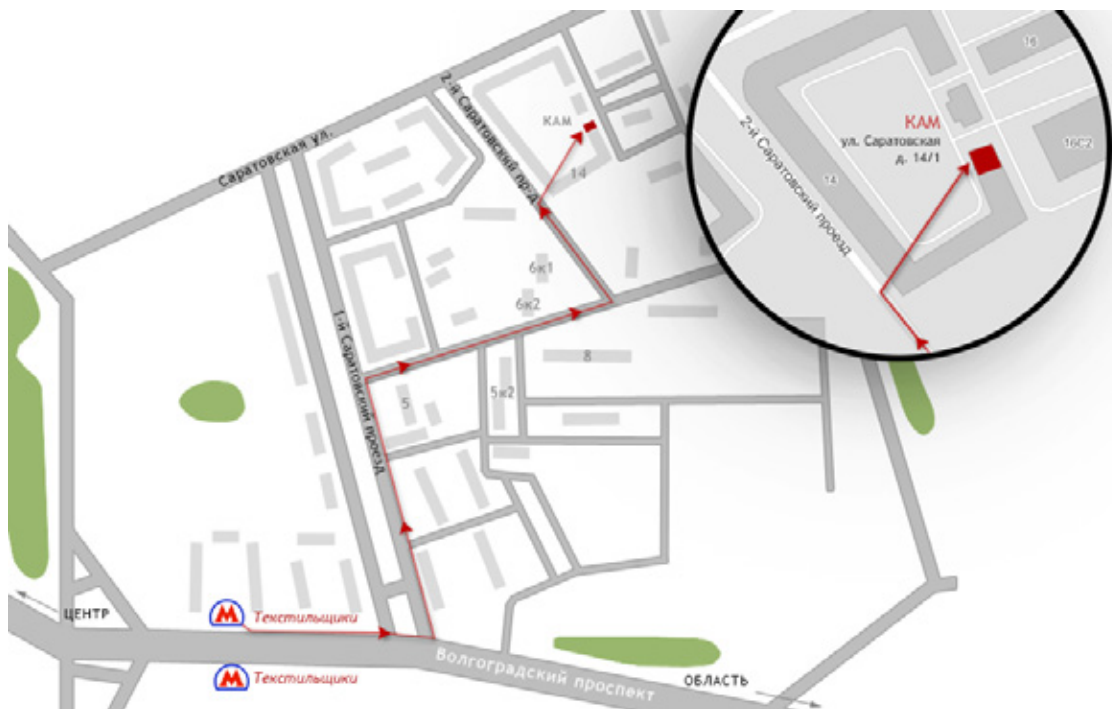 Саратовская ул.
2-й Саратовский пр-д
КАМ
14
16
КАМ
ул. Саратовская
д. 14/1
16С2
14
2-й Саратовский проезд
6к1
6к2
1-й Саратовский проезд
8
5
5к2
ЦЕНТР
М Текстильщики
М Текстильщики
Волгоградский проспект
ОБЛАСТЬ